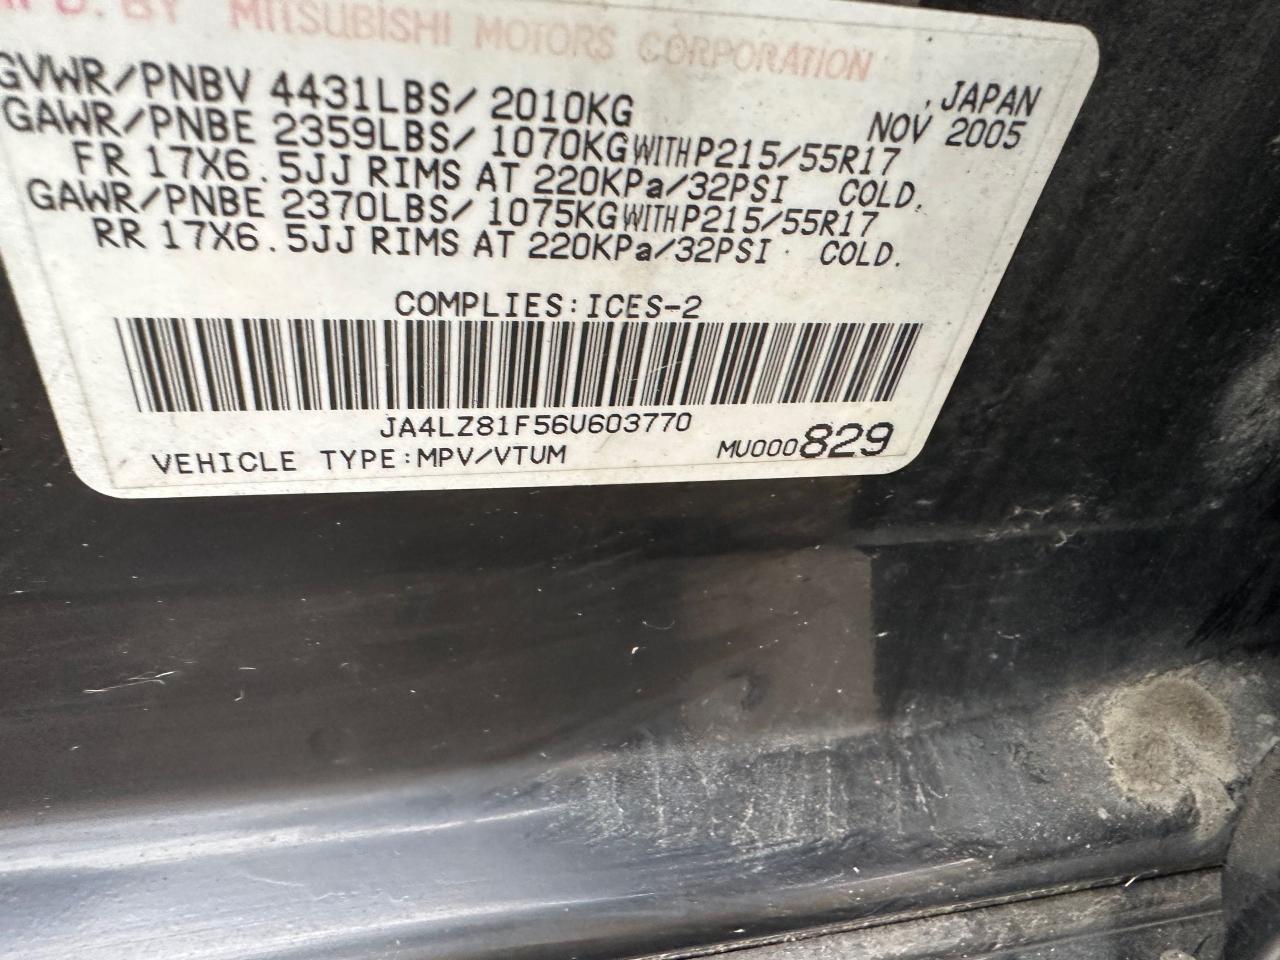 MFD. BY MITSUBISHI MOTORS CORPORATION
GVWR/PNBV 4431LBS/ 2010KG
JAPAN
NOV 2005
GAWR/PNBE 2359LBS/ 1070KG WITH P215/55R17
FR 17X6.5JJ RIMS AT 220KPa/32PSI COLD.
GAWR/PNBE 2370LBS/ 1075KG WITH P215/55R17
RR 17X6.5JJ RIMS AT 220KPa/32PSI COLD.
COMPLIES:ICES-2
JA4LZ81F56U603770
VEHICLE TYPE:MPV/VTUM
MU000829